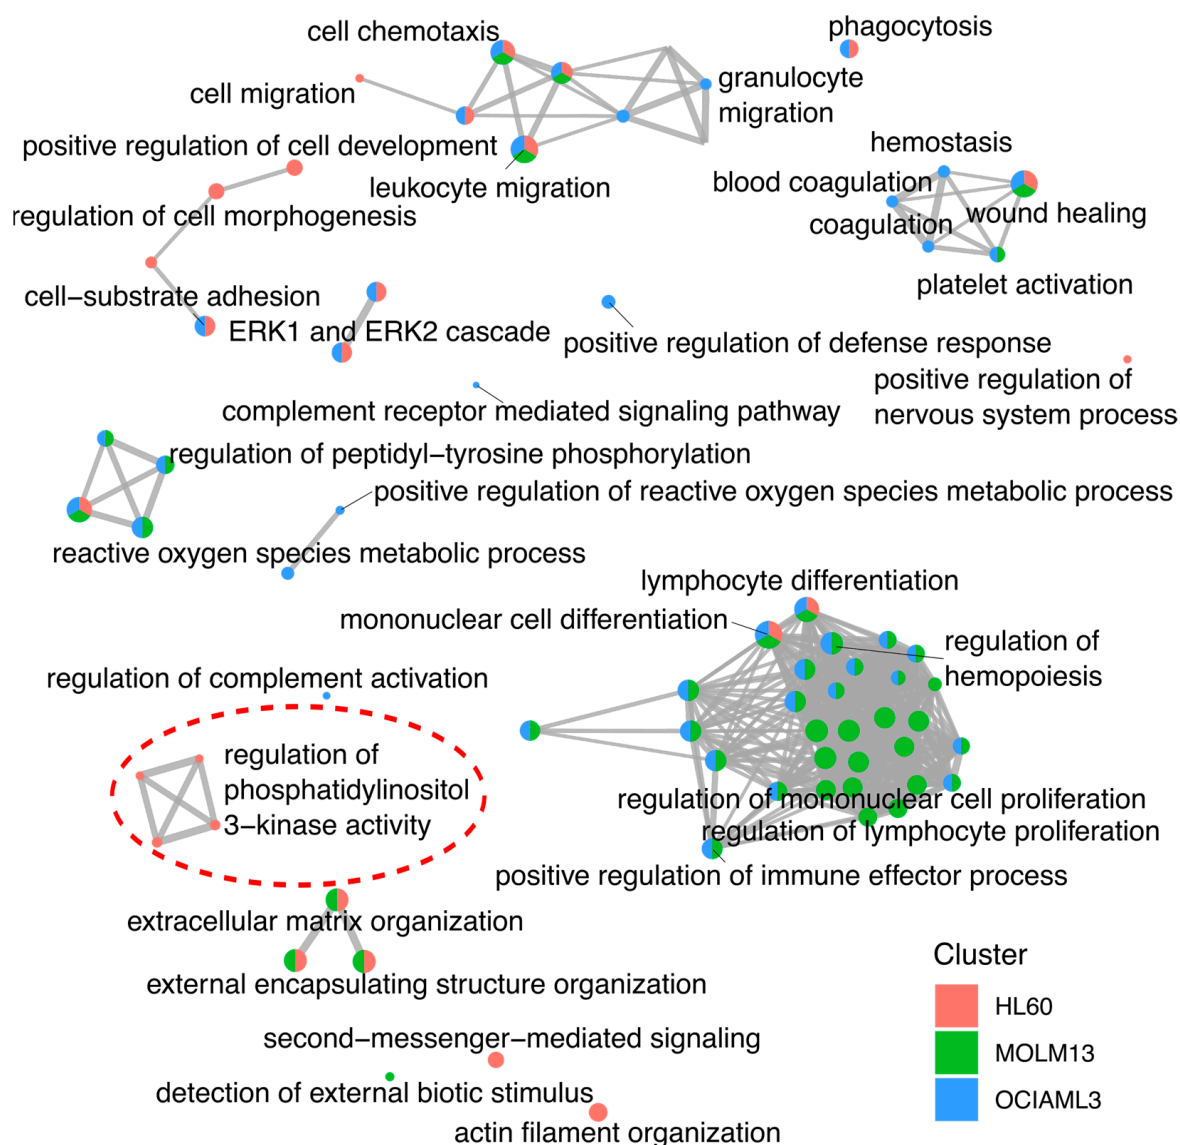 phagocytosis
cell chemotaxis
granulocyte
migration
cell migration
hemostasis
positive regulation of cell development
blood coagulation
leukocyte migration
wound healing
regulation of cell morphogenesis
coagulation
platelet activation
cell−substrate adhesion
ERK1 and ERK2 cascade
positive regulation of defense response
positive regulation of
nervous system process
complement receptor mediated signaling pathway
regulation of peptidyl−tyrosine phosphorylation
positive regulation of reactive oxygen species metabolic process
reactive oxygen species metabolic process
lymphocyte differentiation
mononuclear cell differentiation
regulation of
hemopoiesis
regulation of complement activation
regulation of
phosphatidylinositol
3−kinase activity
regulation of mononuclear cell proliferation
regulation of lymphocyte proliferation
positive regulation of immune effector process
extracellular matrix organization
external encapsulating structure organization
second−messenger−mediated signaling
detection of external biotic stimulus
actin filament organization
Cluster
HL60
MOLM13
OCIAML3